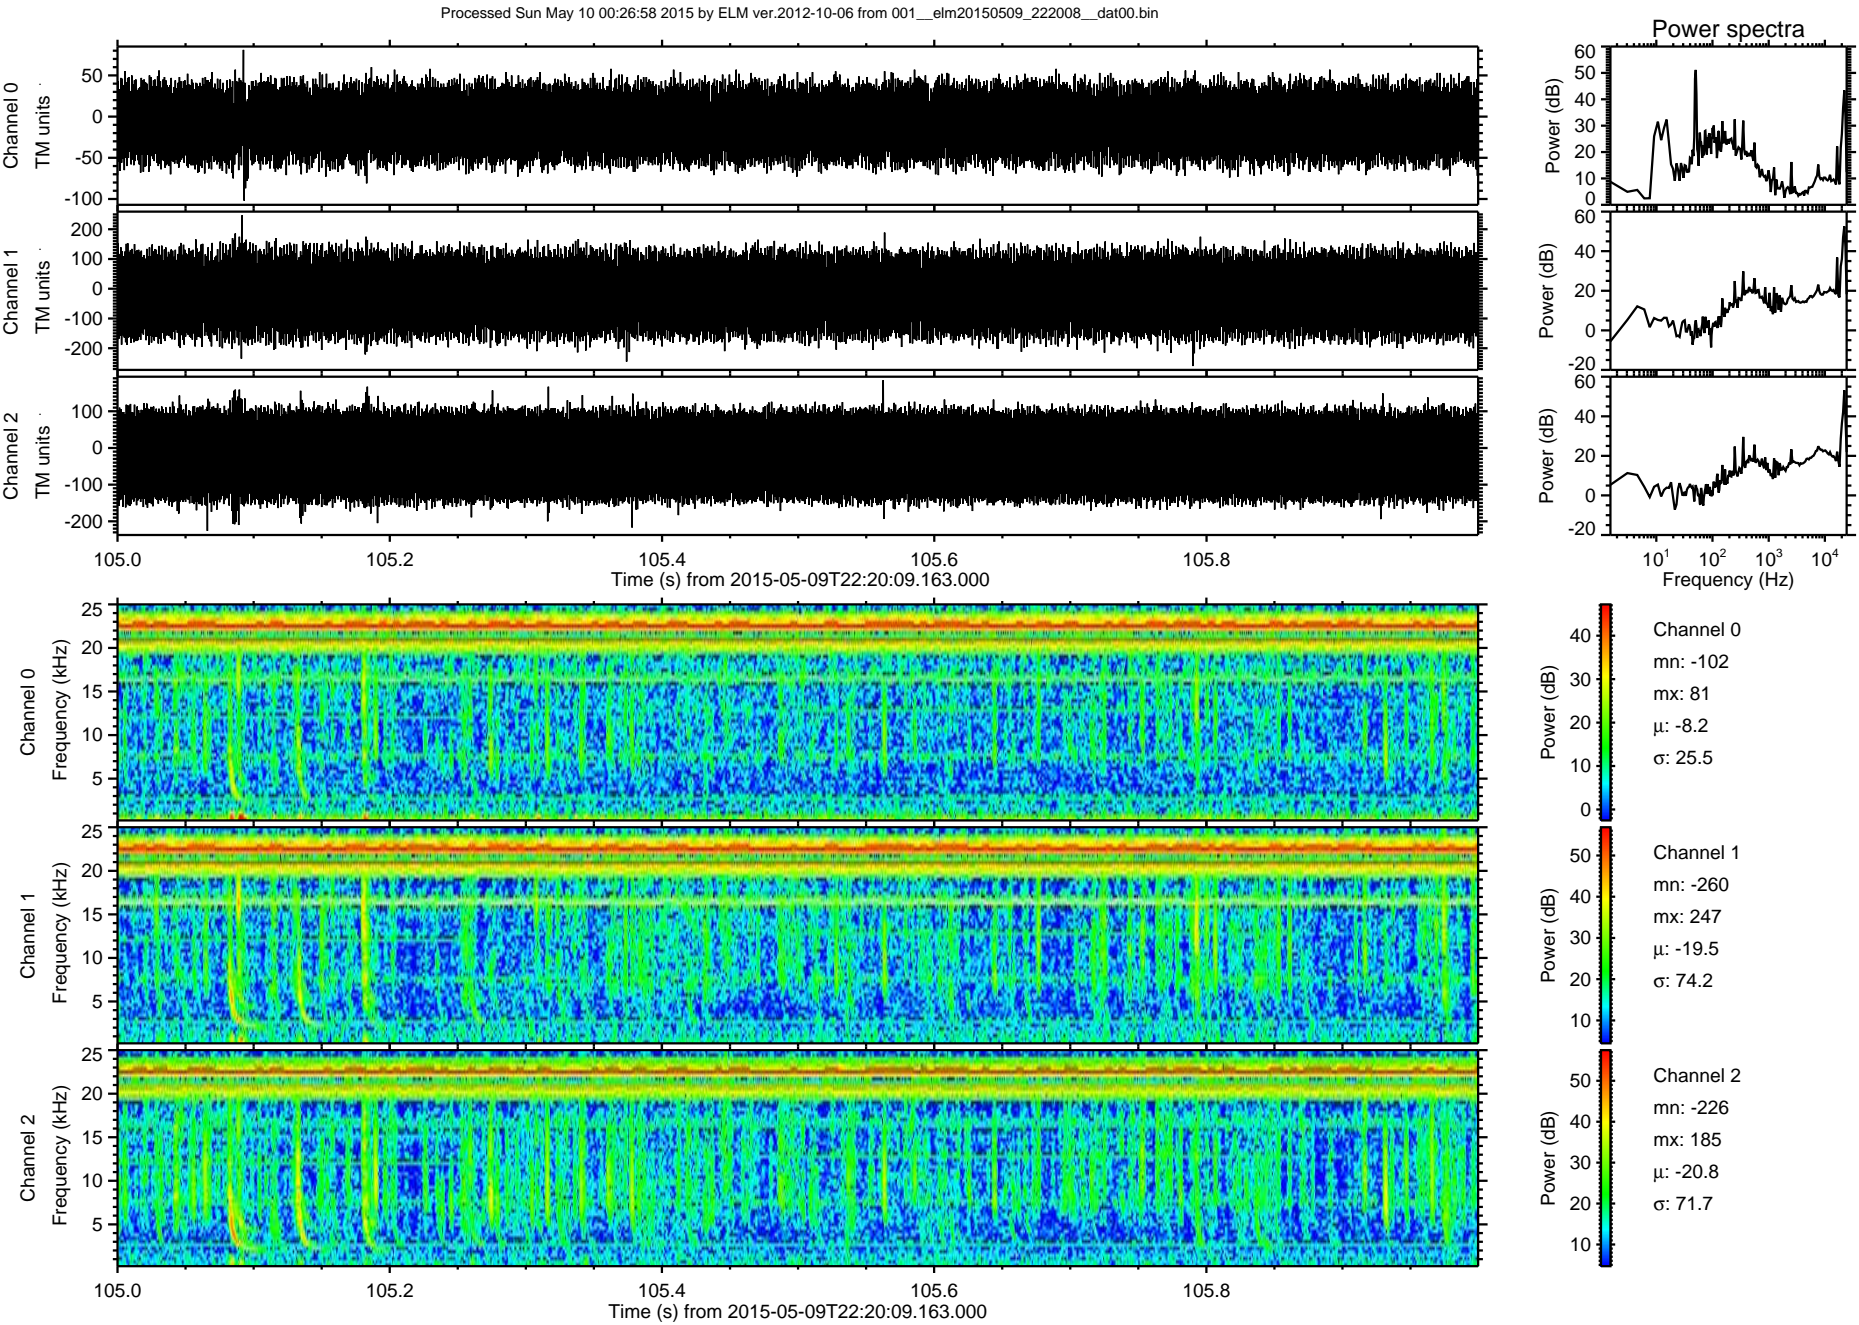 Processed Sun May 10 00:26:58 2015 by ELM ver.2012-10-06 from 001__elm20150509_222008__dat00.bin
Power spectra
Channel 0
TM units
50
0
-50
-100
Power (dB)
60
50
40
30
20
10
0
Channel 1
TM units
200
100
0
-100
-200
Power (dB)
60
40
20
0
-20
Channel 2
TM units
100
0
-100
-200
Power (dB)
60
40
20
0
-20
105.0 105.2 105.4 105.6 105.8
Time (s) from 2015-05-09T22:20:09.163.000
10¹ 10² 10³ 10⁴
Frequency (Hz)
Channel 0
Frequency (kHz)
25
20
15
10
5
Power (dB)
40
30
20
10
0
Channel 0
mn: -102
mx: 81
μ: -8.2
σ: 25.5
Channel 1
Frequency (kHz)
25
20
15
10
5
Power (dB)
50
40
30
20
10
Channel 1
mn: -260
mx: 247
μ: -19.5
σ: 74.2
Channel 2
Frequency (kHz)
25
20
15
10
5
Power (dB)
50
40
30
20
10
Channel 2
mn: -226
mx: 185
μ: -20.8
σ: 71.7
105.0 105.2 105.4 105.6 105.8
Time (s) from 2015-05-09T22:20:09.163.000